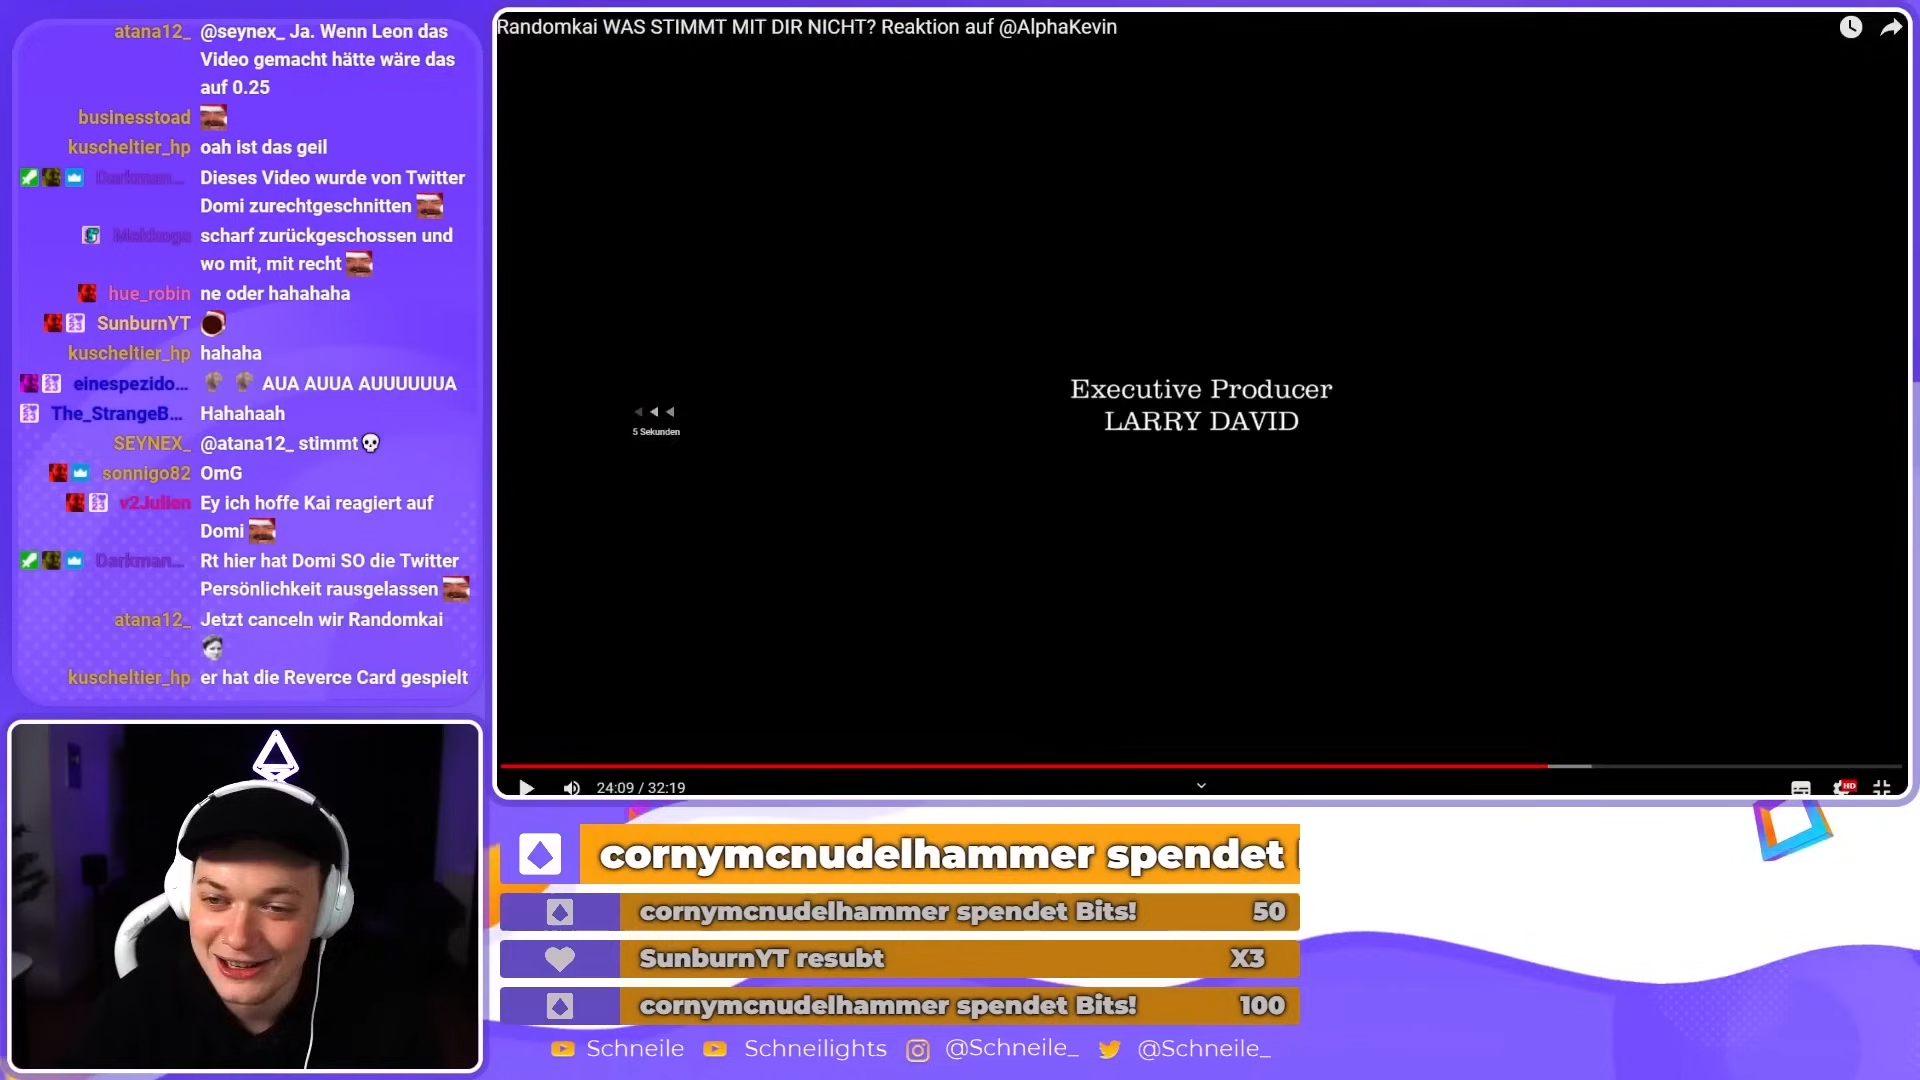 atana12_ @seynex_ Ja. Wenn Leon das
Video gemacht hätte wäre das
auf 0.25
businesstoad
kuscheltier_hp oah ist das geil
Darkman... Dieses Video wurde von Twitter
Domi zurechtgeschnitten
scharf zurückgeschossen und
wo mit, mit recht
hue_robin ne oder hahahaha
SunburnYT
kuscheltier_hp hahaha
einespezido... AUA AUUA AUUUUUUA
The_StrangeB... Hahahaah
SEYNEX_ @atana12_ stimmt
sonnigo82 OmG
v2Julien Ey ich hoffe Kai reagiert auf
Domi
Darkman... Rt hier hat Domi SO die Twitter
Persönlichkeit rausgelassen
atana12_ Jetzt canceln wir Randomkai
kuscheltier_hp er hat die Reverce Card gespielt
Randomkai WAS STIMMT MIT DIR NICHT? Reaktion auf @AlphaKevin
5 Sekunden
Executive Producer
LARRY DAVID
24:09 / 32:19
HD
cornymcnudelhammer spendet
cornymcnudelhammer spendet Bits! 50
SunburnYT resubt X3
cornymcnudelhammer spendet Bits! 100
Schneile Schneilights @Schneile_ @Schneile_